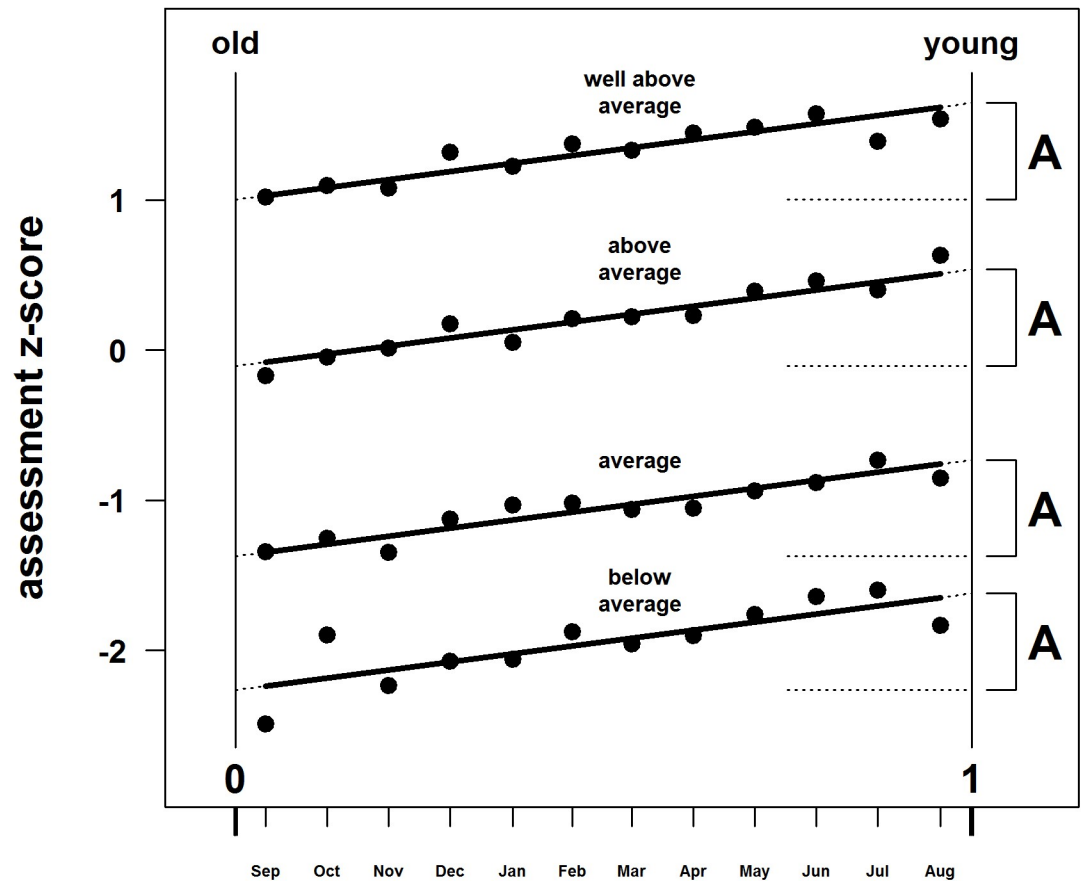 old
young
well above
average
A
1
above
average
A
0
assessment z-score
average
A
-1
below
average
A
-2
0
1
Sep Oct Nov Dec Jan Feb Mar Apr May Jun Jul Aug